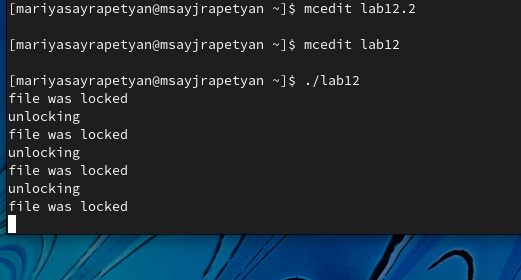 [mariyasayrapetyan@msayjrapetyan ~]$ mcedit lab12.2
[mariyasayrapetyan@msayjrapetyan ~]$ mcedit lab12
[mariyasayrapetyan@msayjrapetyan ~]$ ./lab12
file was locked
unlocking
file was locked
unlocking
file was locked
unlocking
file was locked